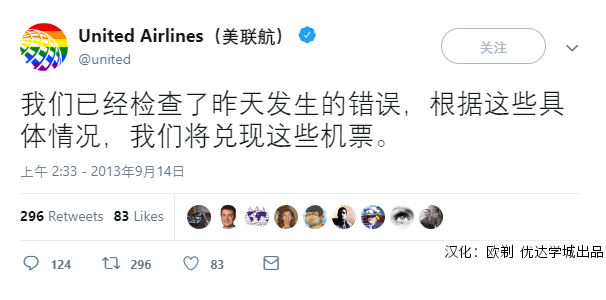 United Airlines（美联航）
关注
@united
我们已经检查了昨天发生的错误，根据这些具
体情况，我们将兑现这些机票。
上午 2:33 - 2013年9月14日
296 Retweets 83 Likes
124 296 83
汉化：欧剃 优达学城出品